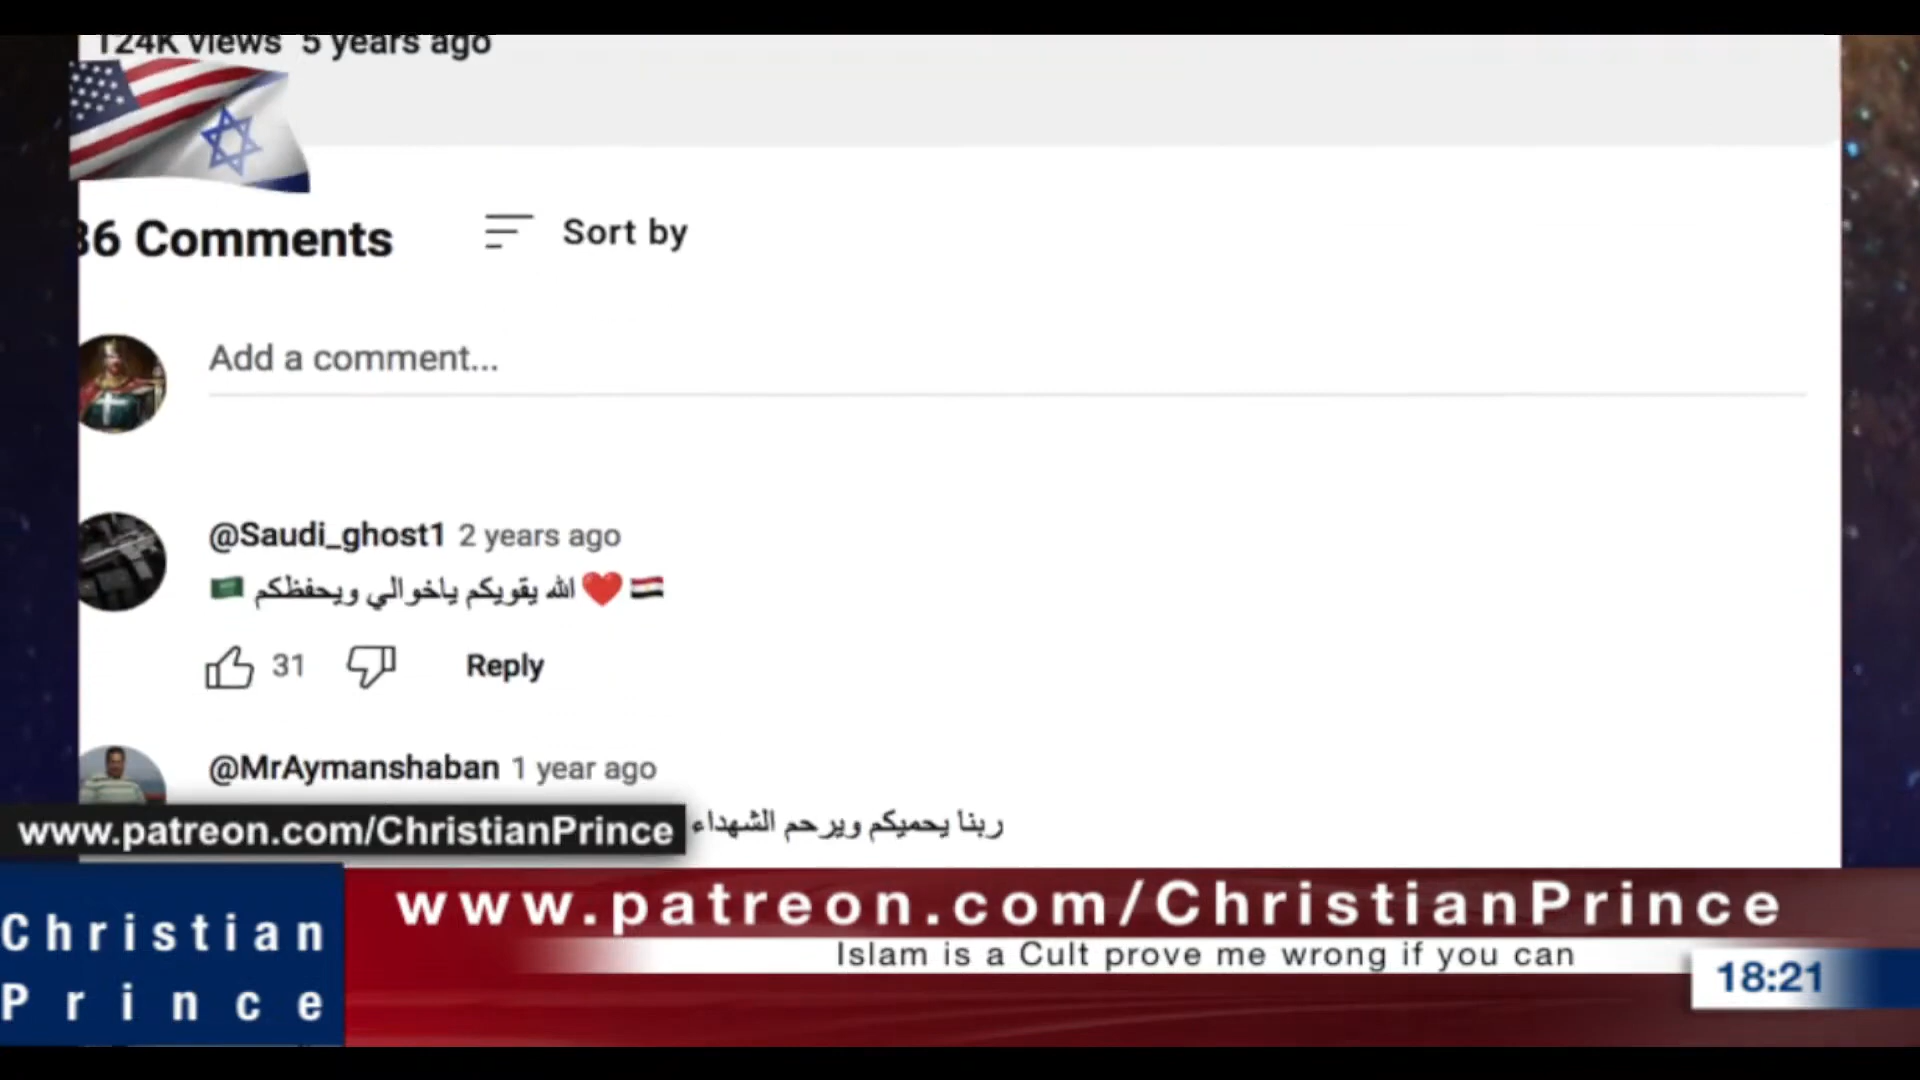 124K views 5 years ago
36 Comments
Sort by
Add a comment...
@Saudi_ghost1 2 years ago
🇸🇦 الله يقويكم ياخوالي ويحفظكم ❤️🇪🇬
31
Reply
@MrAymanshaban 1 year ago
ربنا يحميكم ويرحم الشهداء
www.patreon.com/ChristianPrince
www.patreon.com/ChristianPrince
Christian
Prince
Islam is a Cult prove me wrong if you can
18:21